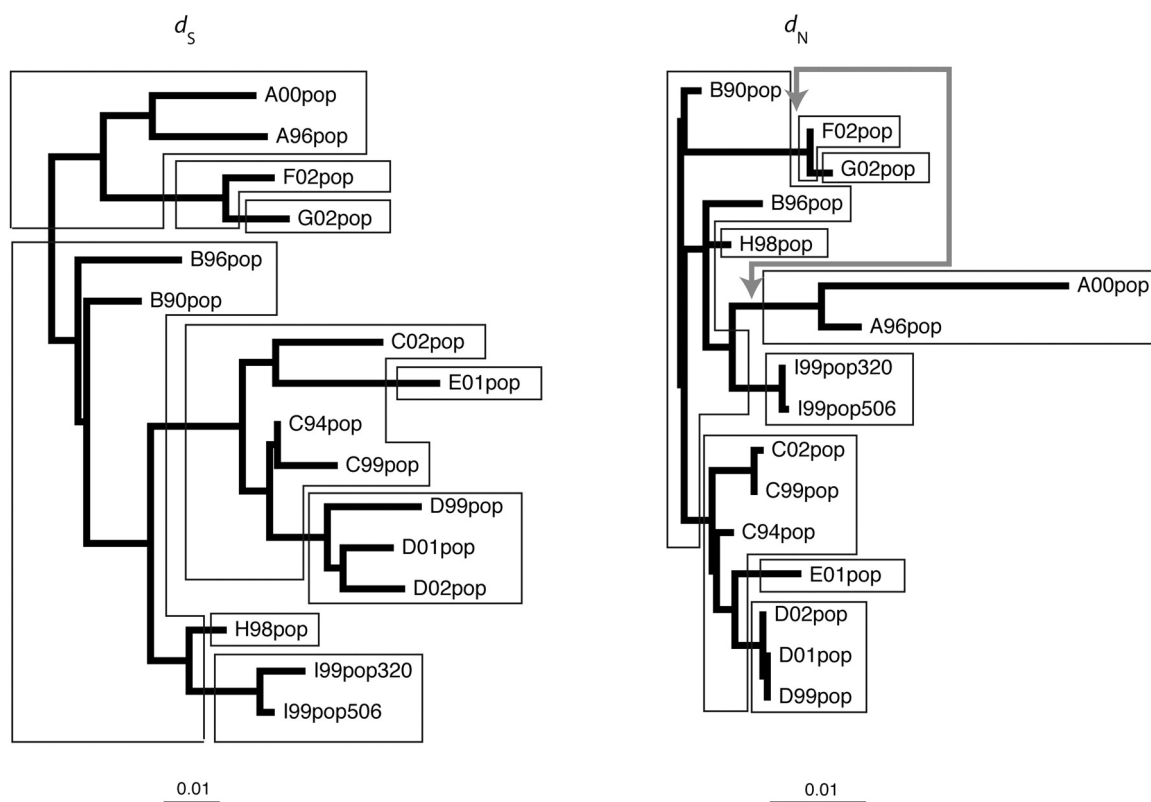 dS
A00pop
A96pop
F02pop
G02pop
B96pop
B90pop
C02pop
E01pop
C94pop
C99pop
D99pop
D01pop
D02pop
H98pop
I99pop320
I99pop506
0.01
dN
B90pop
F02pop
G02pop
B96pop
H98pop
A00pop
A96pop
I99pop320
I99pop506
C02pop
C99pop
C94pop
E01pop
D02pop
D01pop
D99pop
0.01